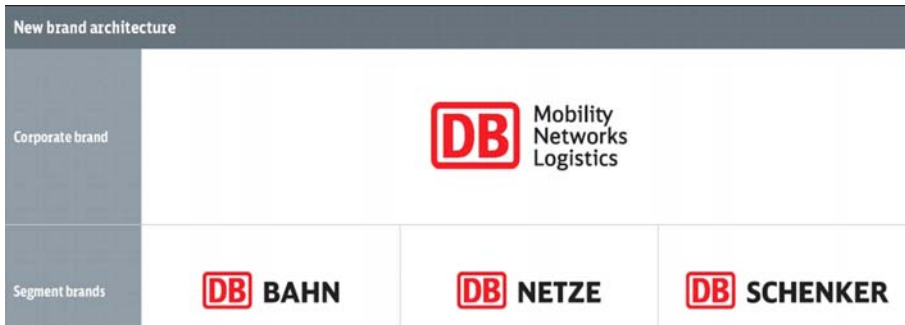 New brand architecture
Corporate brand
DB
Mobility
Networks
Logistics
Segment brands
DB BAHN
DB NETZE
DB SCHENKER